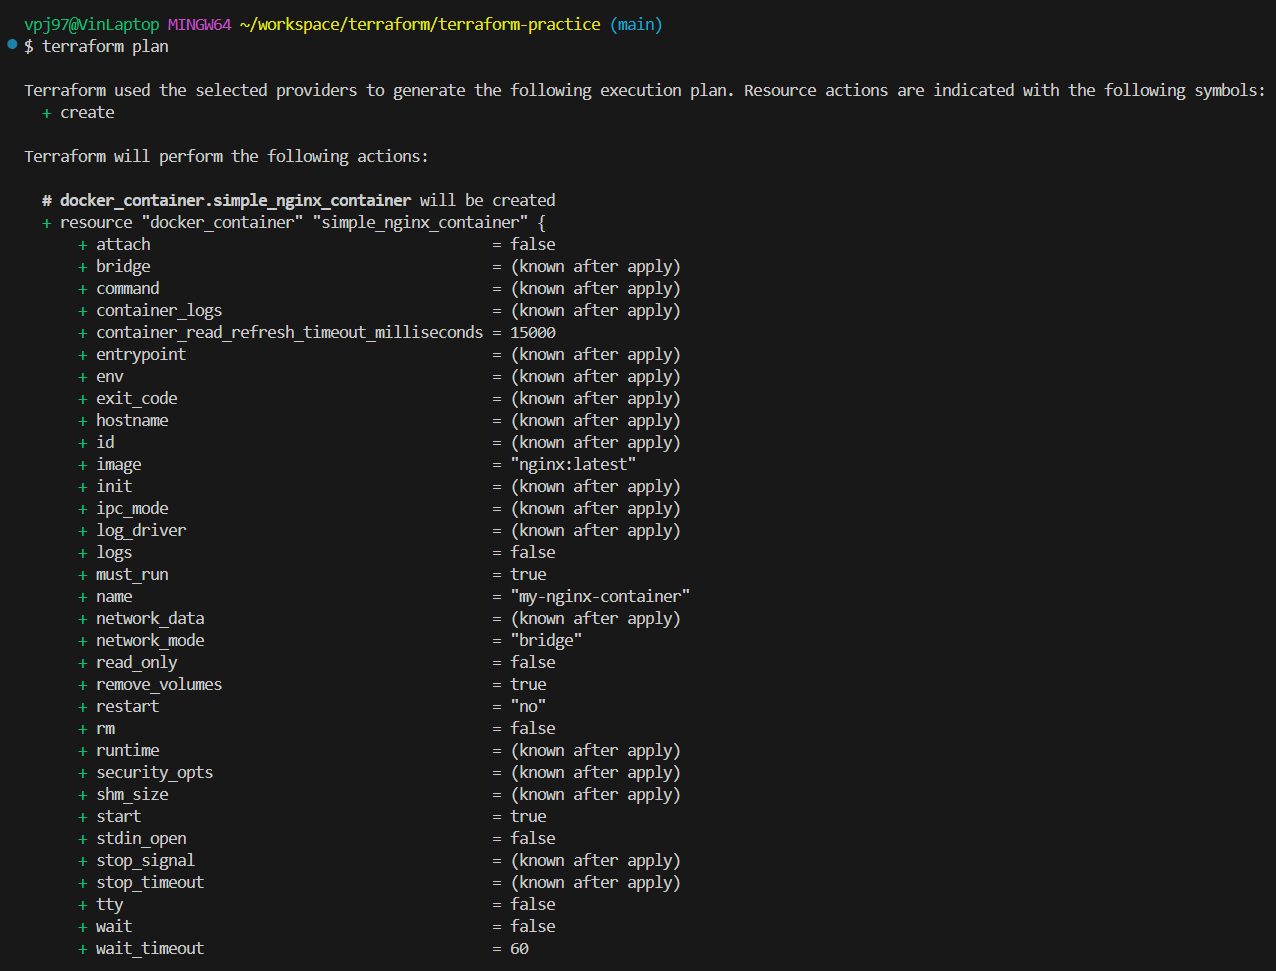 vpj97@VinLaptop MINGW64 ~/workspace/terraform/terraform-practice (main)
$ terraform plan
Terraform used the selected providers to generate the following execution plan. Resource actions are indicated with the following symbols:
+ create
Terraform will perform the following actions:
# docker_container.simple_nginx_container will be created
+ resource "docker_container" "simple_nginx_container" {
+ attach = false
+ bridge = (known after apply)
+ command = (known after apply)
+ container_logs = (known after apply)
+ container_read_refresh_timeout_milliseconds = 15000
+ entrypoint = (known after apply)
+ env = (known after apply)
+ exit_code = (known after apply)
+ hostname = (known after apply)
+ id = (known after apply)
+ image = "nginx:latest"
+ init = (known after apply)
+ ipc_mode = (known after apply)
+ log_driver = (known after apply)
+ logs = false
+ must_run = true
+ name = "my-nginx-container"
+ network_data = (known after apply)
+ network_mode = "bridge"
+ read_only = false
+ remove_volumes = true
+ restart = "no"
+ rm = false
+ runtime = (known after apply)
+ security_opts = (known after apply)
+ shm_size = (known after apply)
+ start = true
+ stdin_open = false
+ stop_signal = (known after apply)
+ stop_timeout = (known after apply)
+ tty = false
+ wait = false
+ wait_timeout = 60